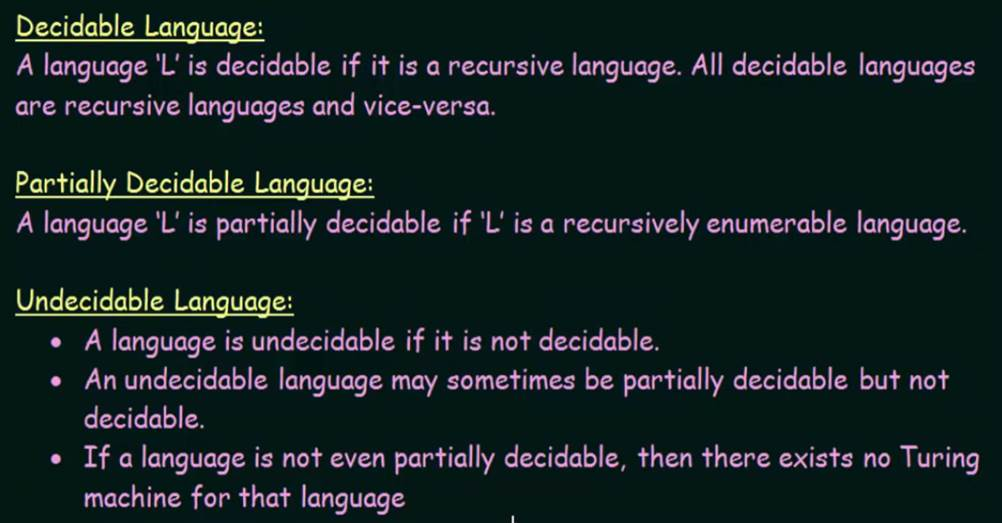 Decidable Language:
A language 'L' is decidable if it is a recursive language. All decidable languages
are recursive languages and vice-versa.
Partially Decidable Language:
A language 'L' is partially decidable if 'L' is a recursively enumerable language.
Undecidable Language:
• A language is undecidable if it is not decidable.
• An undecidable language may sometimes be partially decidable but not
decidable.
• If a language is not even partially decidable, then there exists no Turing
machine for that language